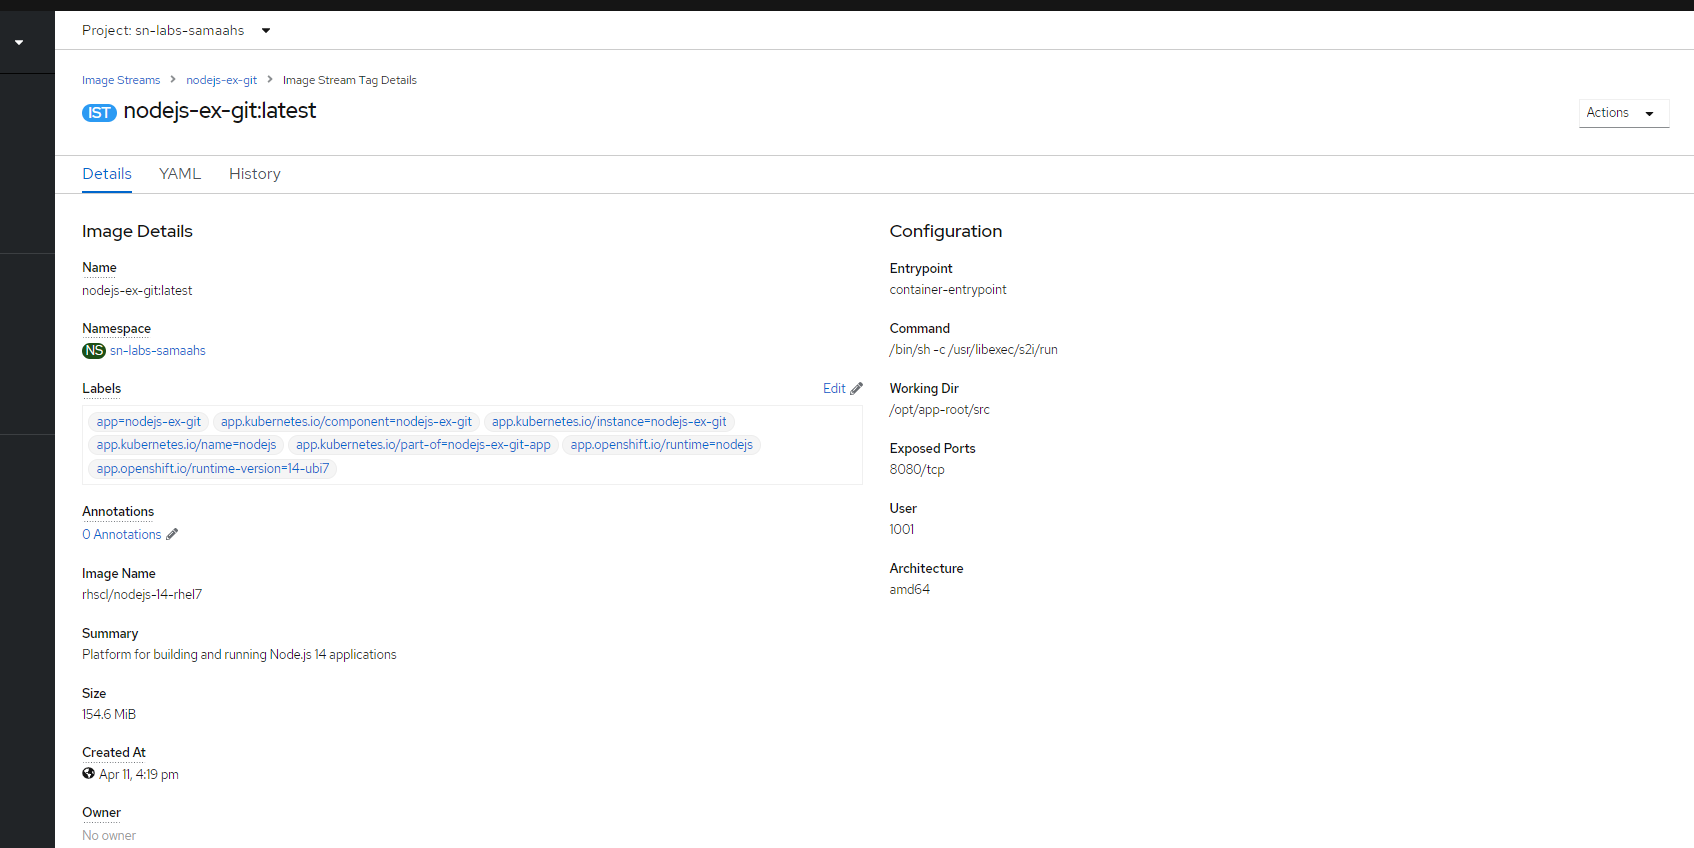 Project: sn-labs-samaahs
Image Streams > nodejs-ex-git > Image Stream Tag Details
IST nodejs-ex-git:latest
Actions
Details YAML History
Image Details
Name
nodejs-ex-git:latest
Namespace
NS sn-labs-samaahs
Labels
Edit
app=nodejs-ex-git app.kubernetes.io/component=nodejs-ex-git app.kubernetes.io/instance=nodejs-ex-git
app.kubernetes.io/name=nodejs app.kubernetes.io/part-of=nodejs-ex-git-app app.openshift.io/runtime=nodejs
app.openshift.io/runtime-version=14-ubi7
Annotations
0 Annotations
Image Name
rhscl/nodejs-14-rhel7
Summary
Platform for building and running Node.js 14 applications
Size
154.6 MiB
Created At
Apr 11, 4:19 pm
Owner
No owner
Configuration
Entrypoint
container-entrypoint
Command
/bin/sh -c /usr/libexec/s2i/run
Working Dir
/opt/app-root/src
Exposed Ports
8080/tcp
User
1001
Architecture
amd64